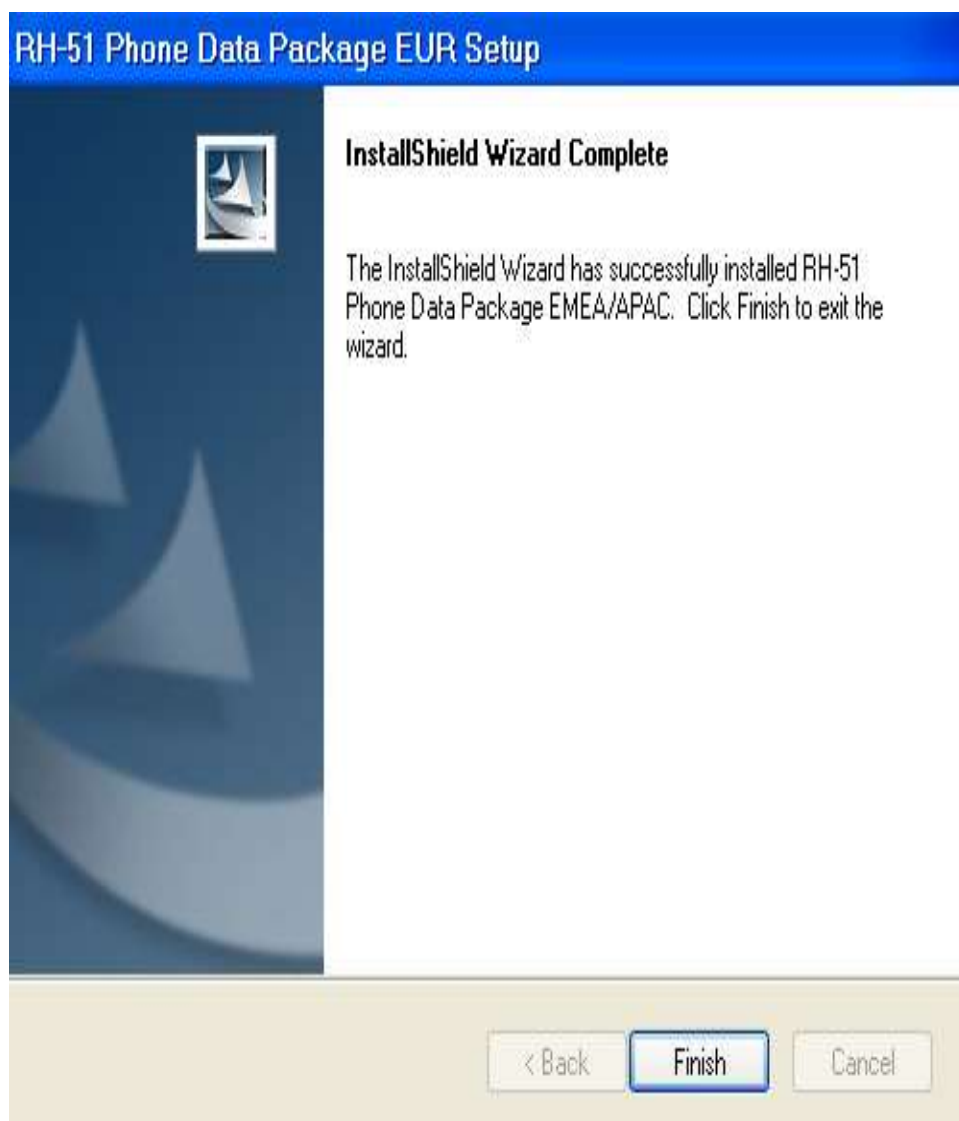 RH-51 Phone Data Package EUR Setup
InstallShield Wizard Complete
The InstallShield Wizard has successfully installed RH-51
Phone Data Package EMEA/APAC. Click Finish to exit the
wizard.
< Back
Finish
Cancel